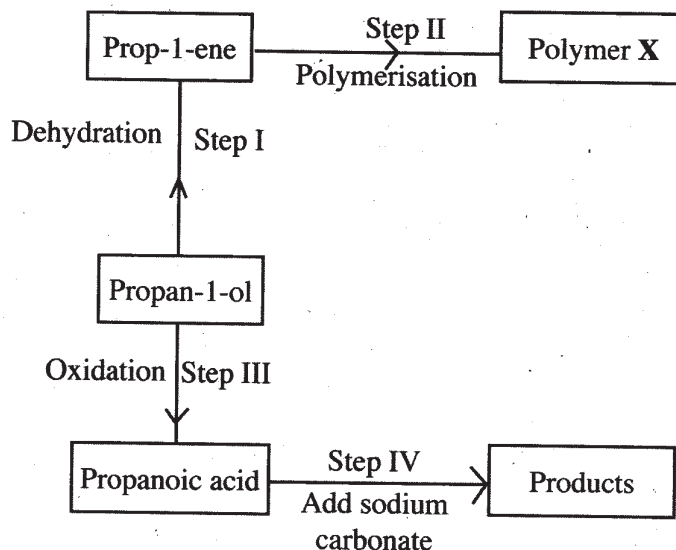 Prop-1-ene
Step II
Polymerisation
Polymer X
Dehydration
Step I
Propan-1-ol
Oxidation
Step III
Propanoic acid
Step IV
Add sodium
carbonate
Products